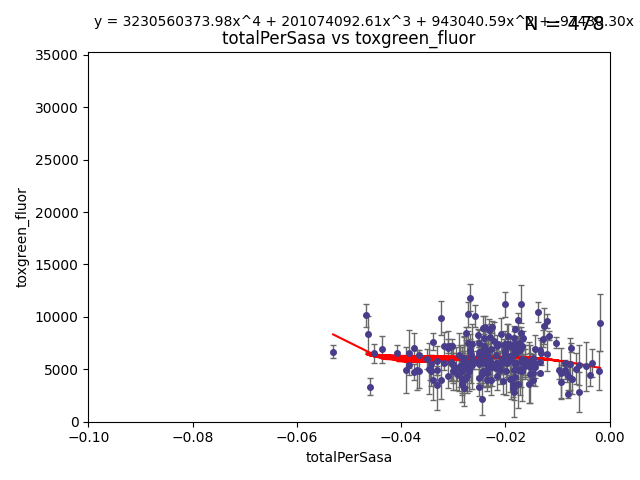 y = 3230560373.98x^4 + 201074092.61x^3 + 943040.59x^2 +
N = 478
totalPerSasa vs toxgreen_fluor
35000
30000
25000
20000
15000
10000
5000
0
toxgreen_fluor
−0.10
−0.08
−0.06
−0.04
−0.02
0.00
totalPerSasa